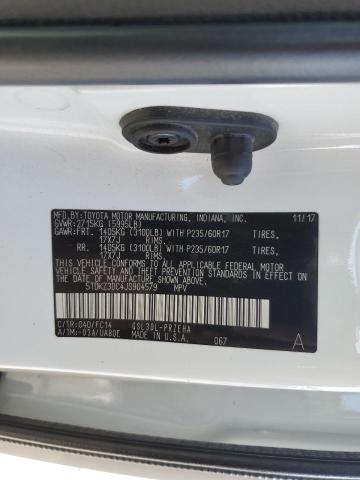 MFD. BY: TOYOTA MOTOR MANUFACTURING, INDIANA, INC. 11/17
GVWR: 2715KG (5995LB)
GAWR: FRT. 1405KG (3100LB) WITH P235/60R17 TIRES,
17X7J RIMS,
RR. 1405KG (3100LB) WITH P235/60R17 TIRES,
17X7J RIMS,
THIS VEHICLE CONFORMS TO ALL APPLICABLE
FEDERAL MOTOR VEHICLE SAFETY, BUMPER, AND
THEFT PREVENTION STANDARDS IN EFFECT ON THE
DATE OF MANUFACTURE SHOWN ABOVE.
5TDKZ3DC4JS904579 MPV
C/TR: 040/FC14 GSL30L-PRZEHA
A/TM: -03A/UA80E MADE IN U.S.A. 067 A